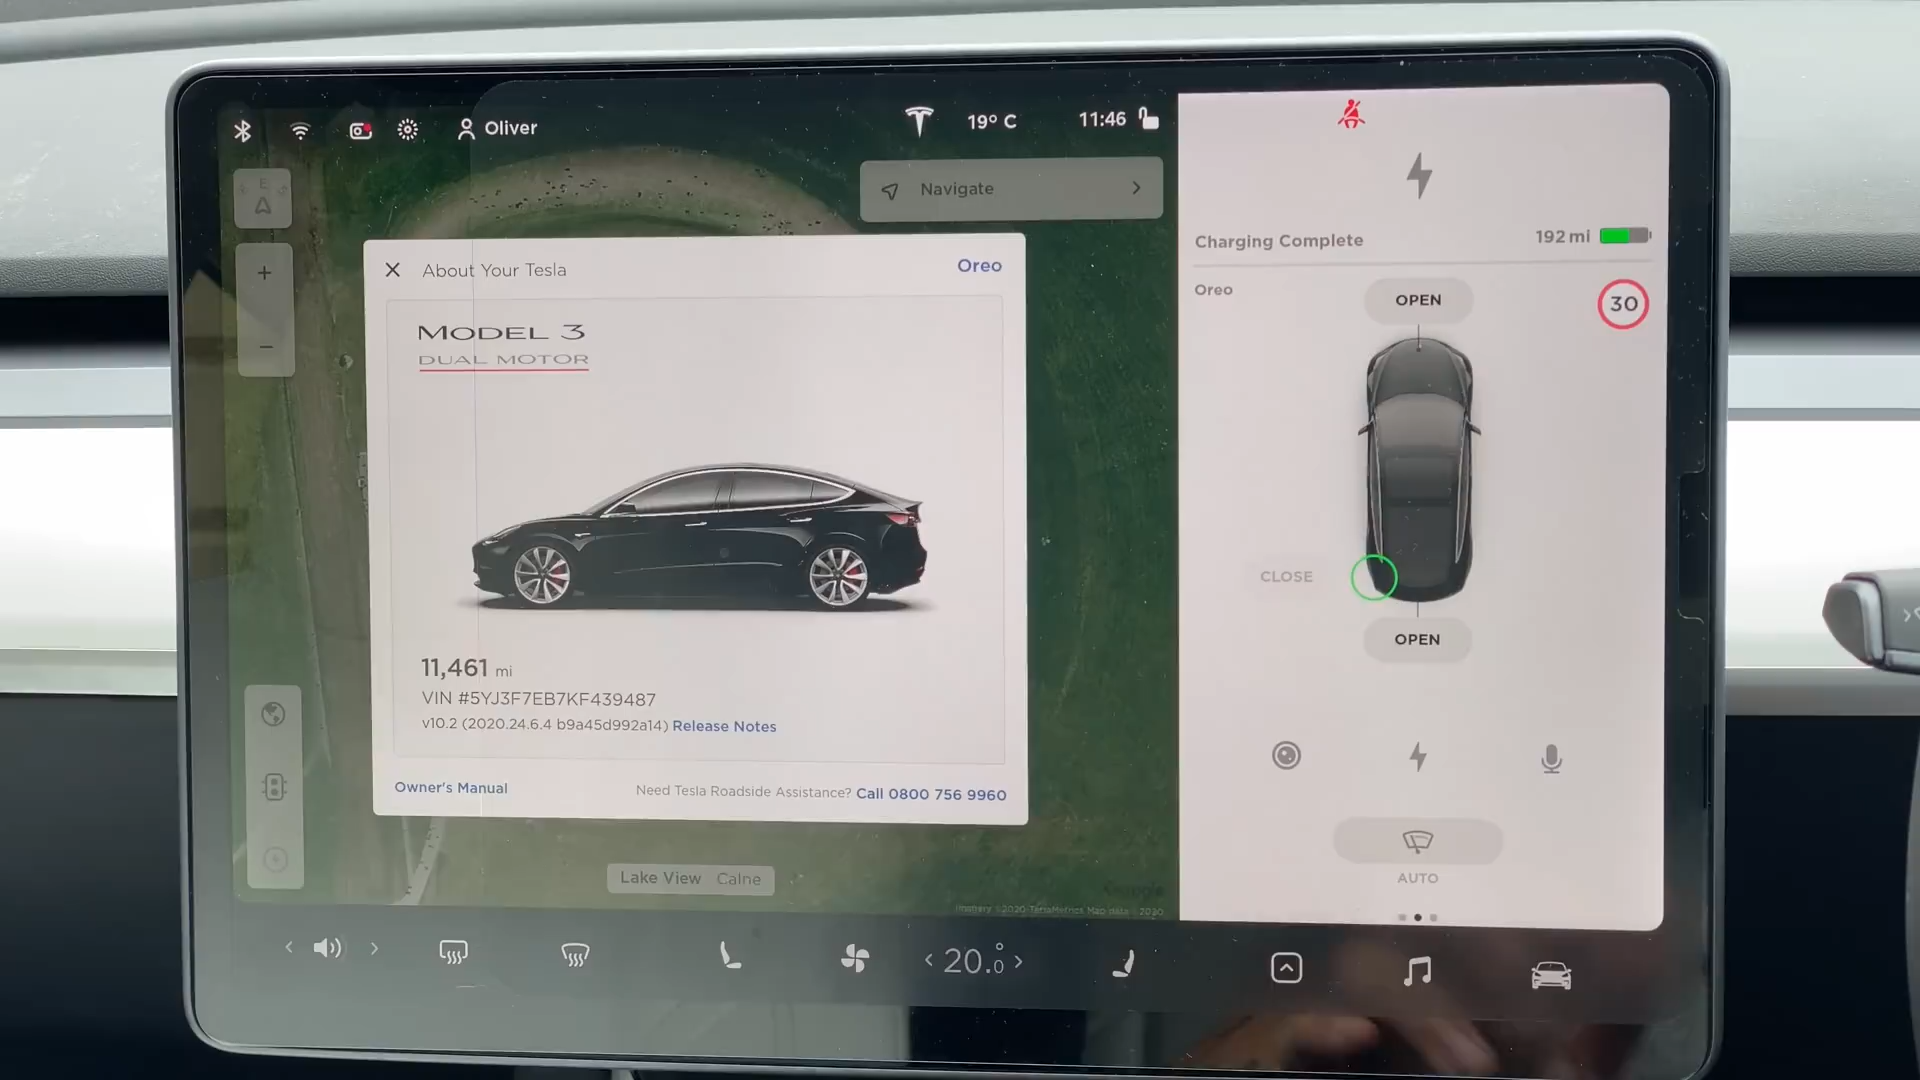 Oliver
19° C
11:46
E
Navigate
About Your Tesla
Oreo
MODEL 3
DUAL MOTOR
11,461 mi
VIN #5YJ3F7EB7KF439487
v10.2 (2020.24.6.4 b9a45d992a14) Release Notes
Owner's Manual
Need Tesla Roadside Assistance? Call 0800 756 9960
Lake View Calne
Charging Complete
192 mi
Oreo
OPEN
30
CLOSE
OPEN
AUTO
20.0°